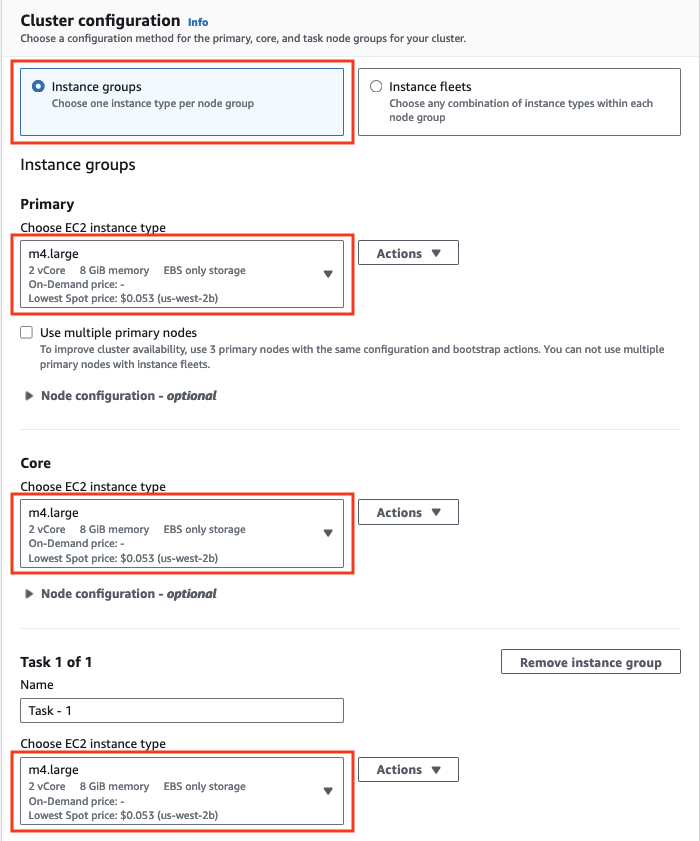 Cluster configuration Info
Choose a configuration method for the primary, core, and task node groups for your cluster.
Instance groups
Choose one instance type per node group
Instance fleets
Choose any combination of instance types within each
node group
Instance groups
Primary
Choose EC2 instance type
m4.large
2 vCore 8 GiB memory EBS only storage
On-Demand price: -
Lowest Spot price: $0.053 (us-west-2b)
Actions
Use multiple primary nodes
To improve cluster availability, use 3 primary nodes with the same configuration and bootstrap actions. You can not use multiple
primary nodes with instance fleets.
Node configuration - optional
Core
Choose EC2 instance type
m4.large
2 vCore 8 GiB memory EBS only storage
On-Demand price: -
Lowest Spot price: $0.053 (us-west-2b)
Actions
Node configuration - optional
Task 1 of 1
Remove instance group
Name
Task - 1
Choose EC2 instance type
m4.large
2 vCore 8 GiB memory EBS only storage
On-Demand price: -
Lowest Spot price: $0.053 (us-west-2b)
Actions